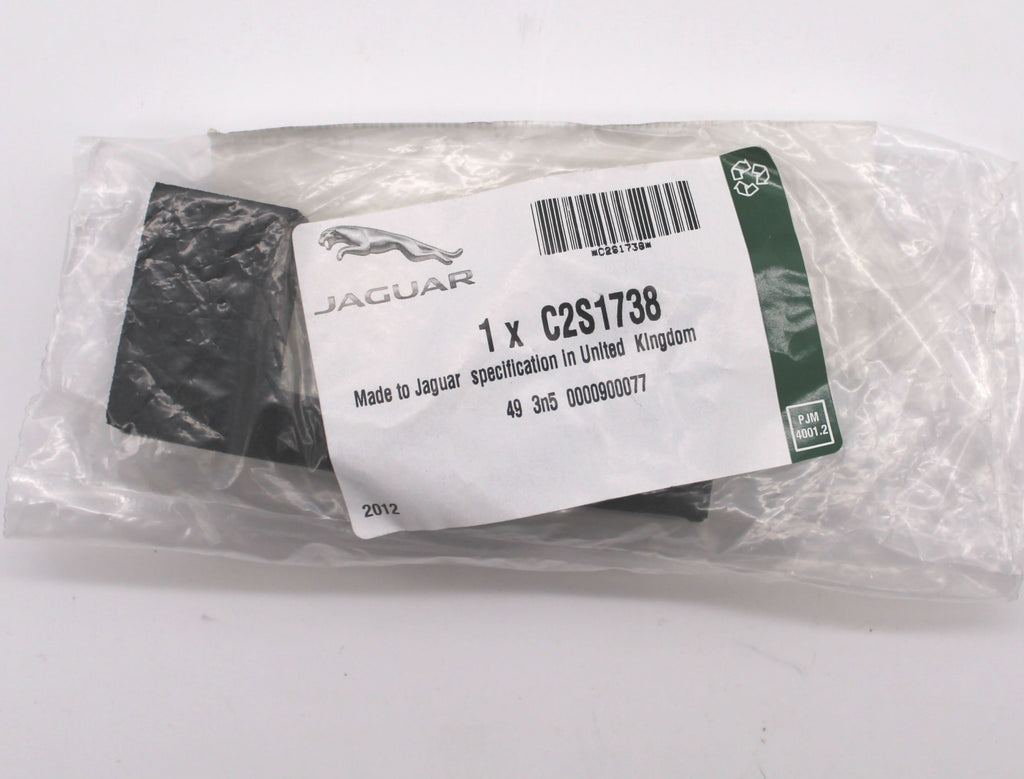 *C2S1738*
JAGUAR
1 x C2S1738
Made to Jaguar specification in United Kingdom
49 3n5 0000900077
PJM
4001.2
2012